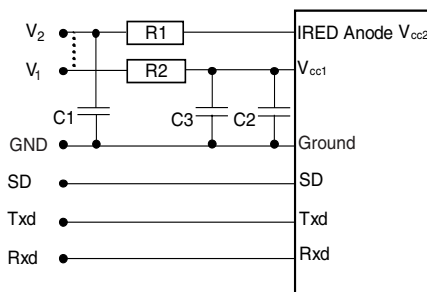 V2 R1 IRED Anode Vcc2
V1 R2 Vcc1
C1 C3 C2
GND Ground
SD SD
Txd Txd
Rxd Rxd